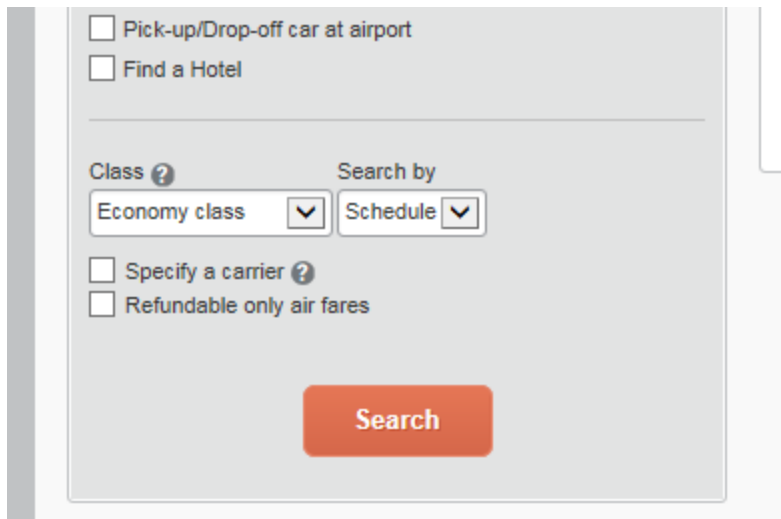 Pick-up/Drop-off car at airport
Find a Hotel
Class ? Search by
Economy class Schedule
Specify a carrier ?
Refundable only air fares
Search